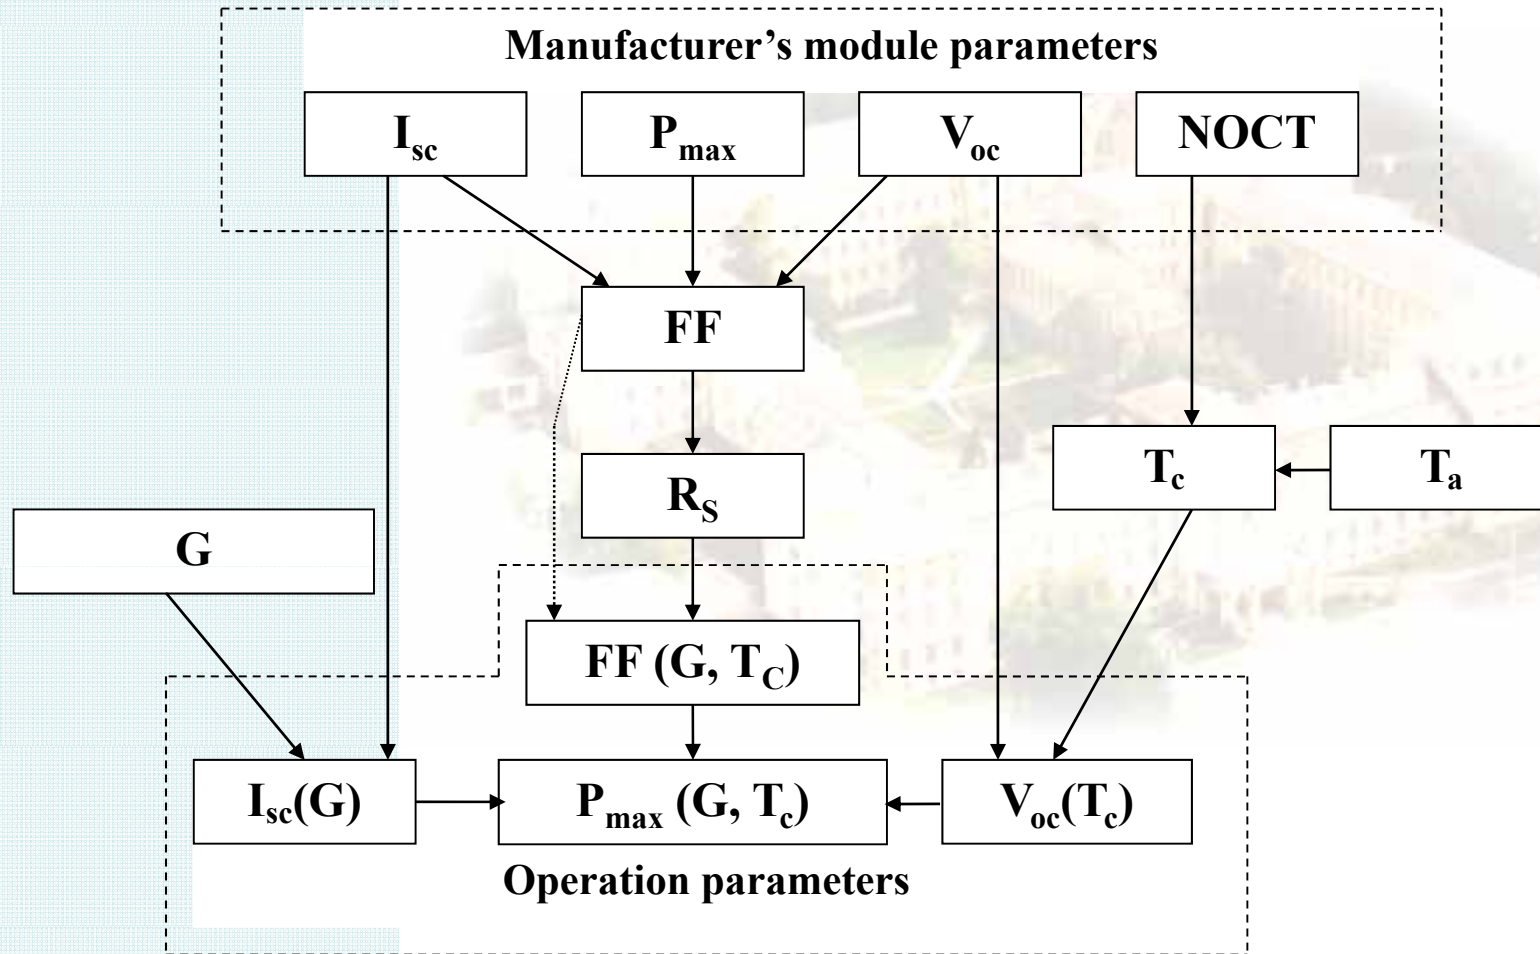 Manufacturer’s module parameters
Isc
Pmax
Voc
NOCT
FF
Tc
Ta
RS
G
FF (G, TC)
Isc(G)
Pmax (G, Tc)
Voc(Tc)
Operation parameters